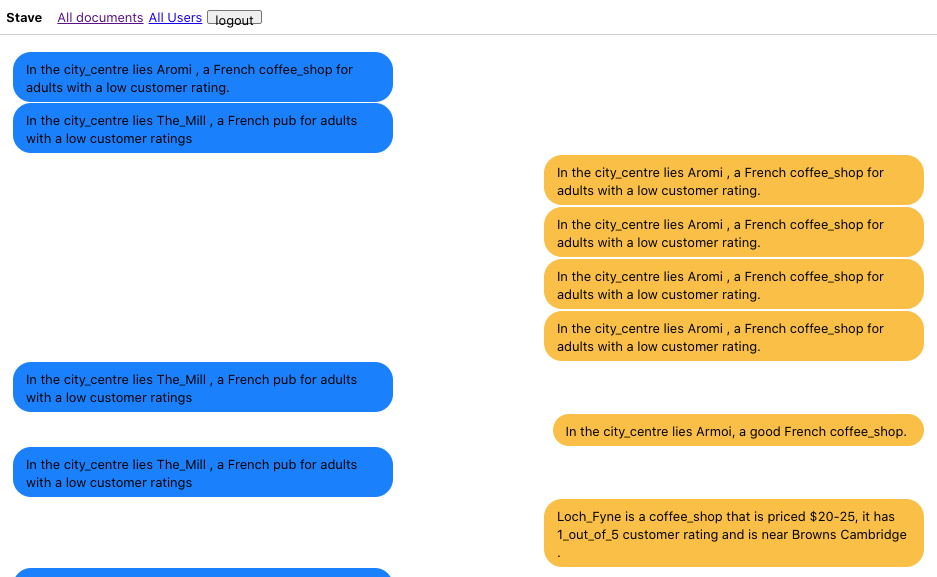 Stave All documents All Users logout
In the city_centre lies Aromi , a French coffee_shop for
adults with a low customer rating.
In the city_centre lies The_Mill , a French pub for adults
with a low customer ratings
In the city_centre lies Aromi , a French coffee_shop for
adults with a low customer rating.
In the city_centre lies Aromi , a French coffee_shop for
adults with a low customer rating.
In the city_centre lies Aromi , a French coffee_shop for
adults with a low customer rating.
In the city_centre lies Aromi , a French coffee_shop for
adults with a low customer rating.
In the city_centre lies The_Mill , a French pub for adults
with a low customer ratings
In the city_centre lies Armoi, a good French coffee_shop.
In the city_centre lies The_Mill , a French pub for adults
with a low customer ratings
Loch_Fyne is a coffee_shop that is priced $20-25, it has
1_out_of_5 customer rating and is near Browns Cambridge
.